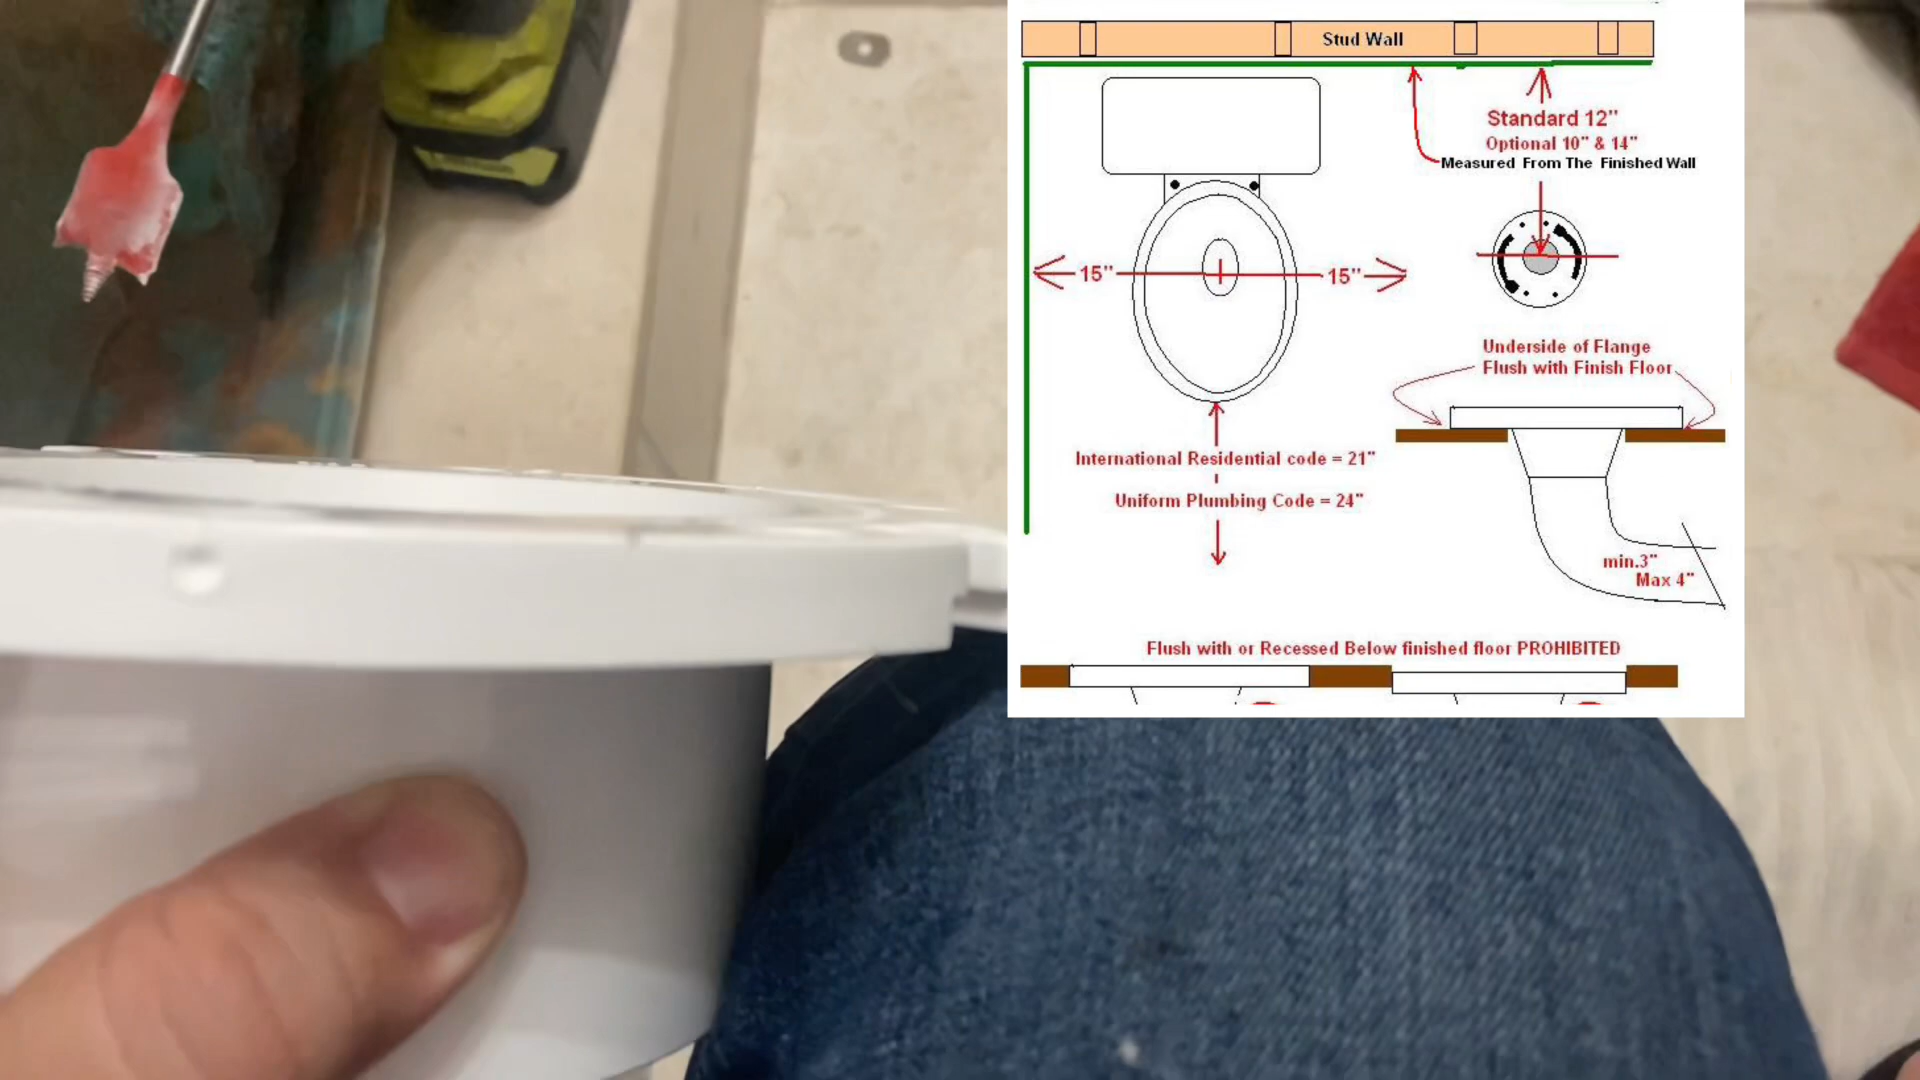 Stud Wall
Standard 12"
Optional 10" & 14"
Measured From The Finished Wall
15"
15"
Underside of Flange
Flush with Finish Floor
International Residential code = 21"
Uniform Plumbing Code = 24"
min.3"
Max 4"
Flush with or Recessed Below finished floor PROHIBITED